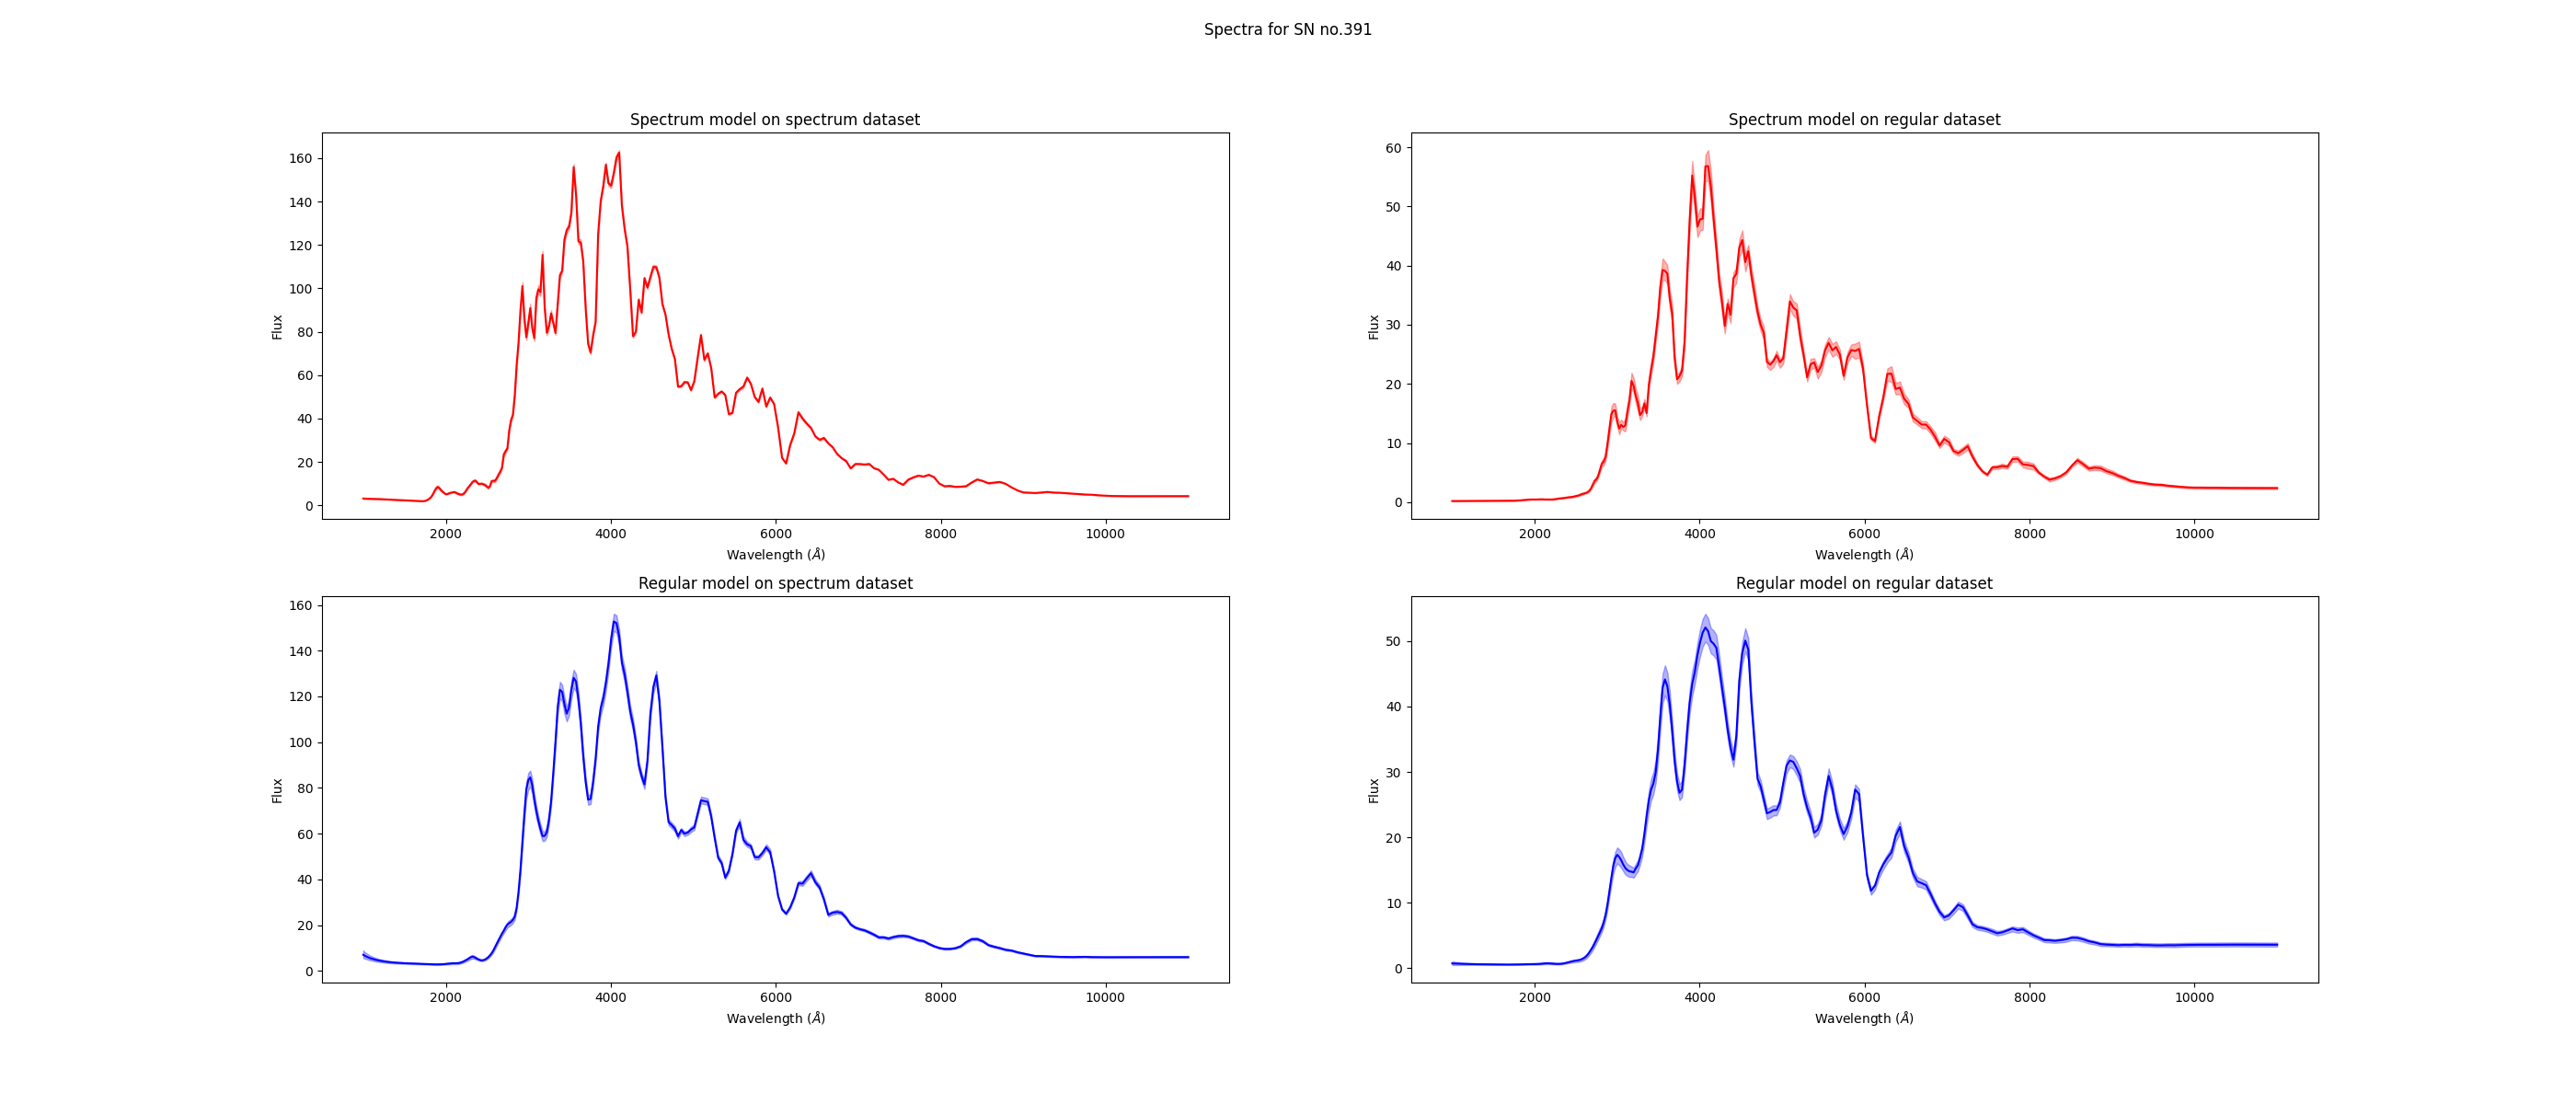 Spectra for SN no.391
Spectrum model on spectrum dataset
Flux
160
140
120
100
80
60
40
20
0
2000 4000 6000 8000 10000
Wavelength (Å)
Spectrum model on regular dataset
Flux
60
50
40
30
20
10
0
2000 4000 6000 8000 10000
Wavelength (Å)
Regular model on spectrum dataset
Flux
160
140
120
100
80
60
40
20
0
2000 4000 6000 8000 10000
Wavelength (Å)
Regular model on regular dataset
Flux
50
40
30
20
10
0
2000 4000 6000 8000 10000
Wavelength (Å)